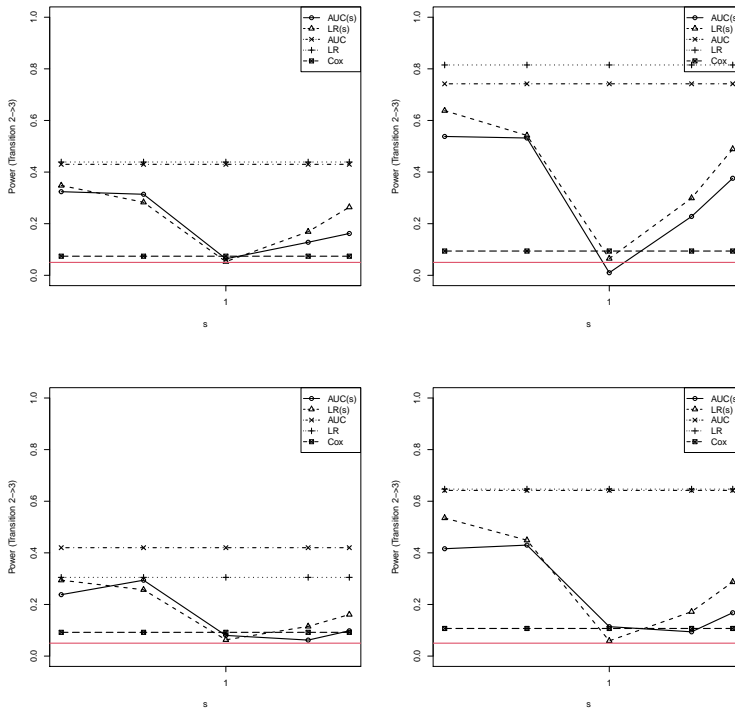 AUC(s)
LR(s)
AUC
LR
Cox
1.0
0.8
0.6
0.4
0.2
0.0
Power (Transition 2−>3)
1
s
AUC(s)
LR(s)
AUC
LR
Cox
1.0
0.8
0.6
0.4
0.2
0.0
Power (Transition 2−>3)
1
s
AUC(s)
LR(s)
AUC
LR
Cox
1.0
0.8
0.6
0.4
0.2
0.0
Power (Transition 2−>3)
1
s
AUC(s)
LR(s)
AUC
LR
Cox
1.0
0.8
0.6
0.4
0.2
0.0
Power (Transition 2−>3)
1
s